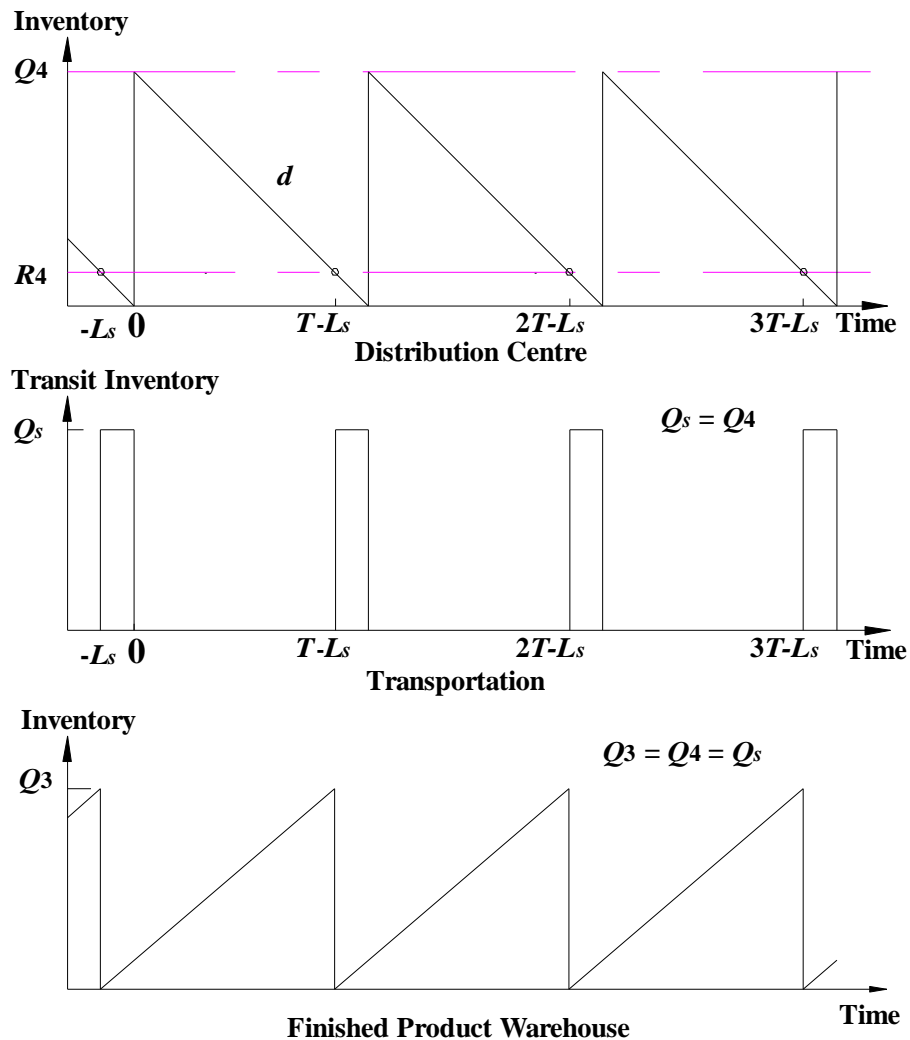 Inventory
Q4
d
R4
-Ls 0 T-Ls 2T-Ls 3T-Ls Time
Distribution Centre
Transit Inventory
Qs Qs = Q4
-Ls 0 T-Ls 2T-Ls 3T-Ls Time
Transportation
Inventory
Q3 = Q4 = Qs
Q3
Time
Finished Product Warehouse